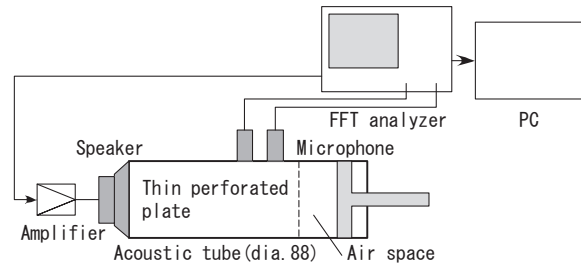 FFT analyzer
PC
Speaker
Microphone
Thin perforated
plate
Amplifier
Acoustic tube(dia.88)
Air space